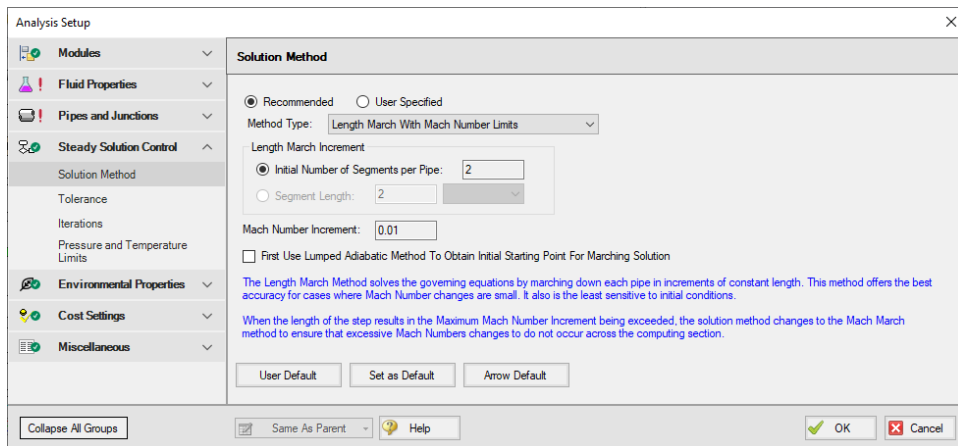 Analysis Setup
Modules
Fluid Properties
Pipes and Junctions
Steady Solution Control
Solution Method
Tolerance
Iterations
Pressure and Temperature
Limits
Environmental Properties
Cost Settings
Miscellaneous
Collapse All Groups
Solution Method
Recommended User Specified
Method Type: Length March With Mach Number Limits
Length March Increment
Initial Number of Segments per Pipe: 2
Segment Length: 2
Mach Number Increment: 0.01
First Use Lumped Adiabatic Method To Obtain Initial Starting Point For Marching Solution
The Length March Method solves the governing equations by marching down each pipe in increments of constant length. This method offers the best
accuracy for cases where Mach Number changes are small. It also is the least sensitive to initial conditions.
When the length of the step results in the Maximum Mach Number Increment being exceeded, the solution method changes to the Mach March
method to ensure that excessive Mach Numbers changes to do not occur across the computing section.
User Default Set as Default Arrow Default
Same As Parent Help OK Cancel